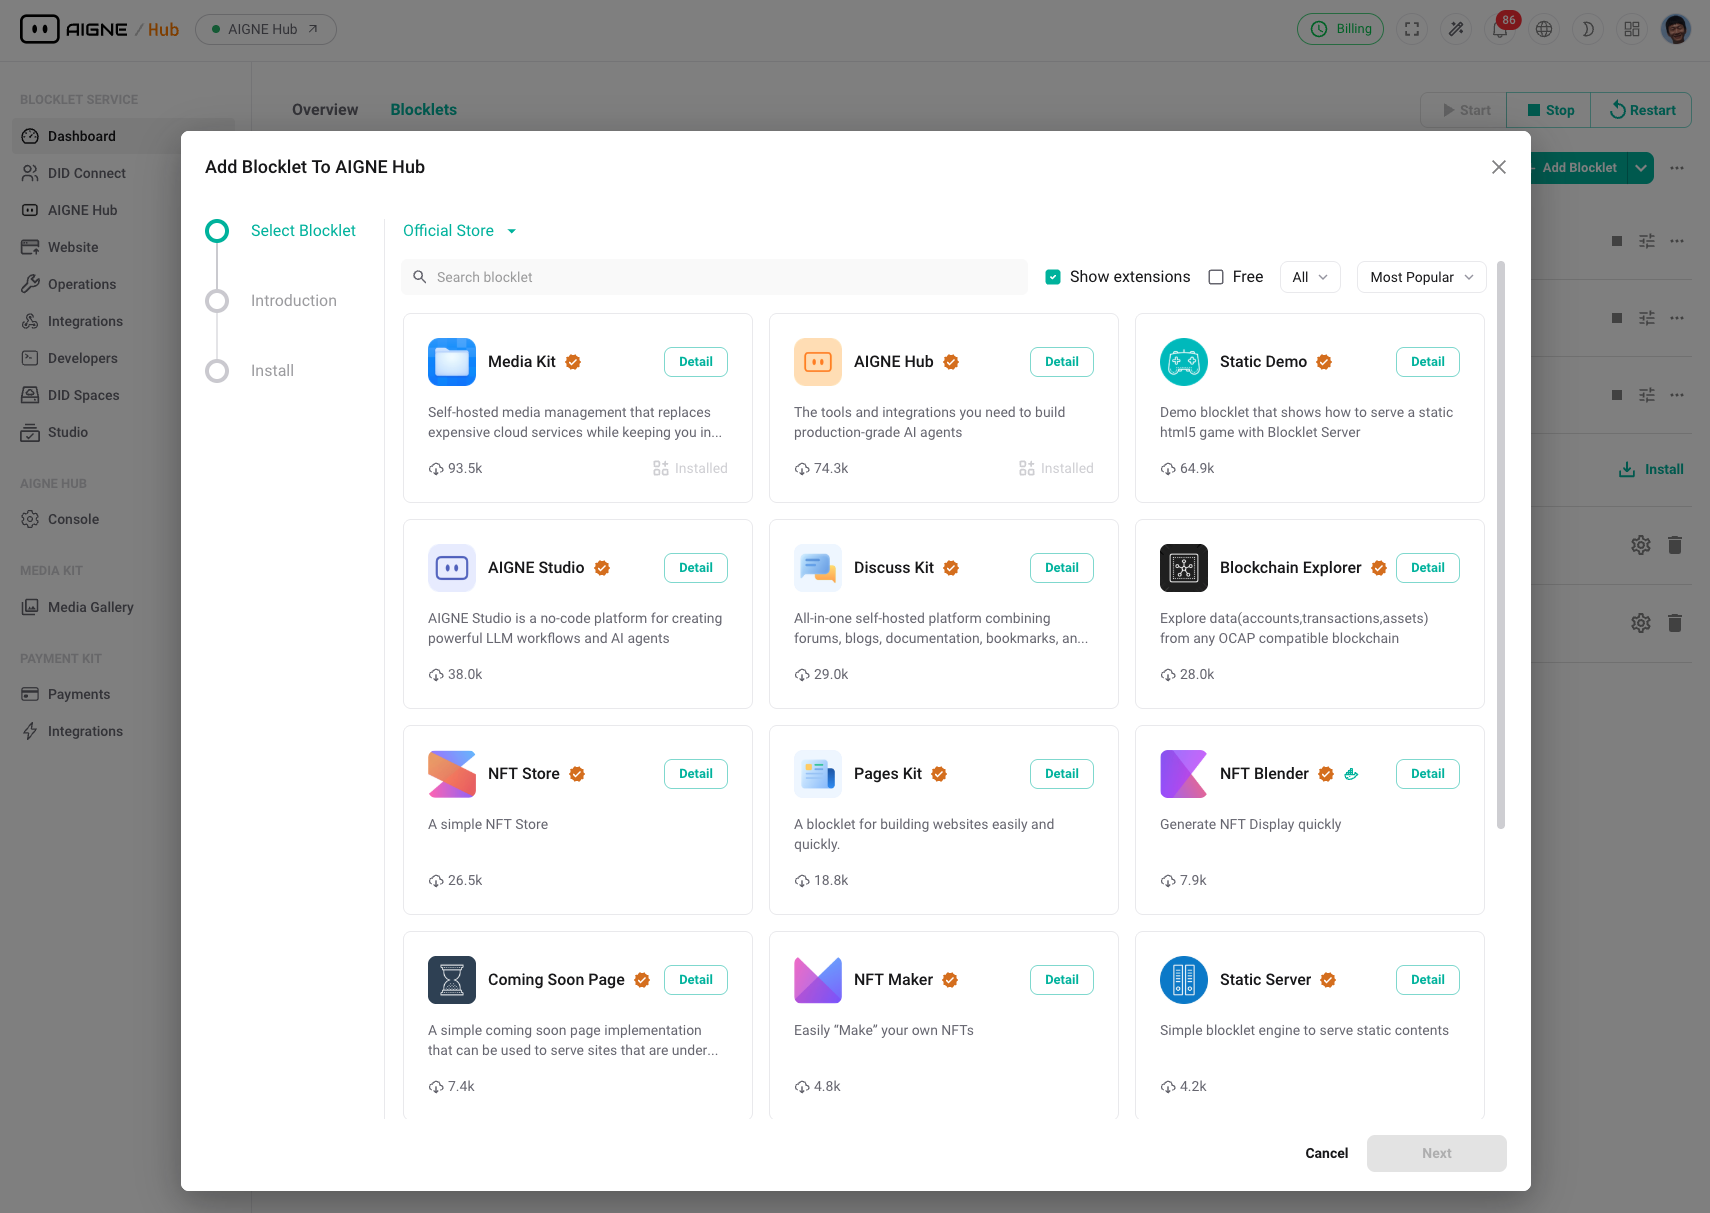 AIGNE / Hub
AIGNE Hub
Billing
86
BLOCKLET SERVICE
Dashboard
DID Connect
AIGNE Hub
Website
Operations
Integrations
Developers
DID Spaces
Studio
AIGNE HUB
Console
MEDIA KIT
Media Gallery
PAYMENT KIT
Payments
Integrations
Overview
Blocklets
Start
Stop
Restart
Add Blocklet
Install
Add Blocklet To AIGNE Hub
Select Blocklet
Introduction
Install
Official Store
Search blocklet
Show extensions
Free
All
Most Popular
Media Kit
Detail
Self-hosted media management that replaces
expensive cloud services while keeping you in...
93.5k
Installed
AIGNE Hub
Detail
The tools and integrations you need to build
production-grade AI agents
74.3k
Installed
Static Demo
Detail
Demo blocklet that shows how to serve a static
html5 game with Blocklet Server
64.9k
AIGNE Studio
Detail
AIGNE Studio is a no-code platform for creating
powerful LLM workflows and AI agents
38.0k
Discuss Kit
Detail
All-in-one self-hosted platform combining
forums, blogs, documentation, bookmarks, an...
29.0k
Blockchain Explorer
Detail
Explore data(accounts,transactions,assets)
from any OCAP compatible blockchain
28.0k
NFT Store
Detail
A simple NFT Store
26.5k
Pages Kit
Detail
A blocklet for building websites easily and
quickly.
18.8k
NFT Blender
Detail
Generate NFT Display quickly
7.9k
Coming Soon Page
Detail
A simple coming soon page implementation
that can be used to serve sites that are under...
7.4k
NFT Maker
Detail
Easily “Make” your own NFTs
4.8k
Static Server
Detail
Simple blocklet engine to serve static contents
4.2k
Cancel
Next